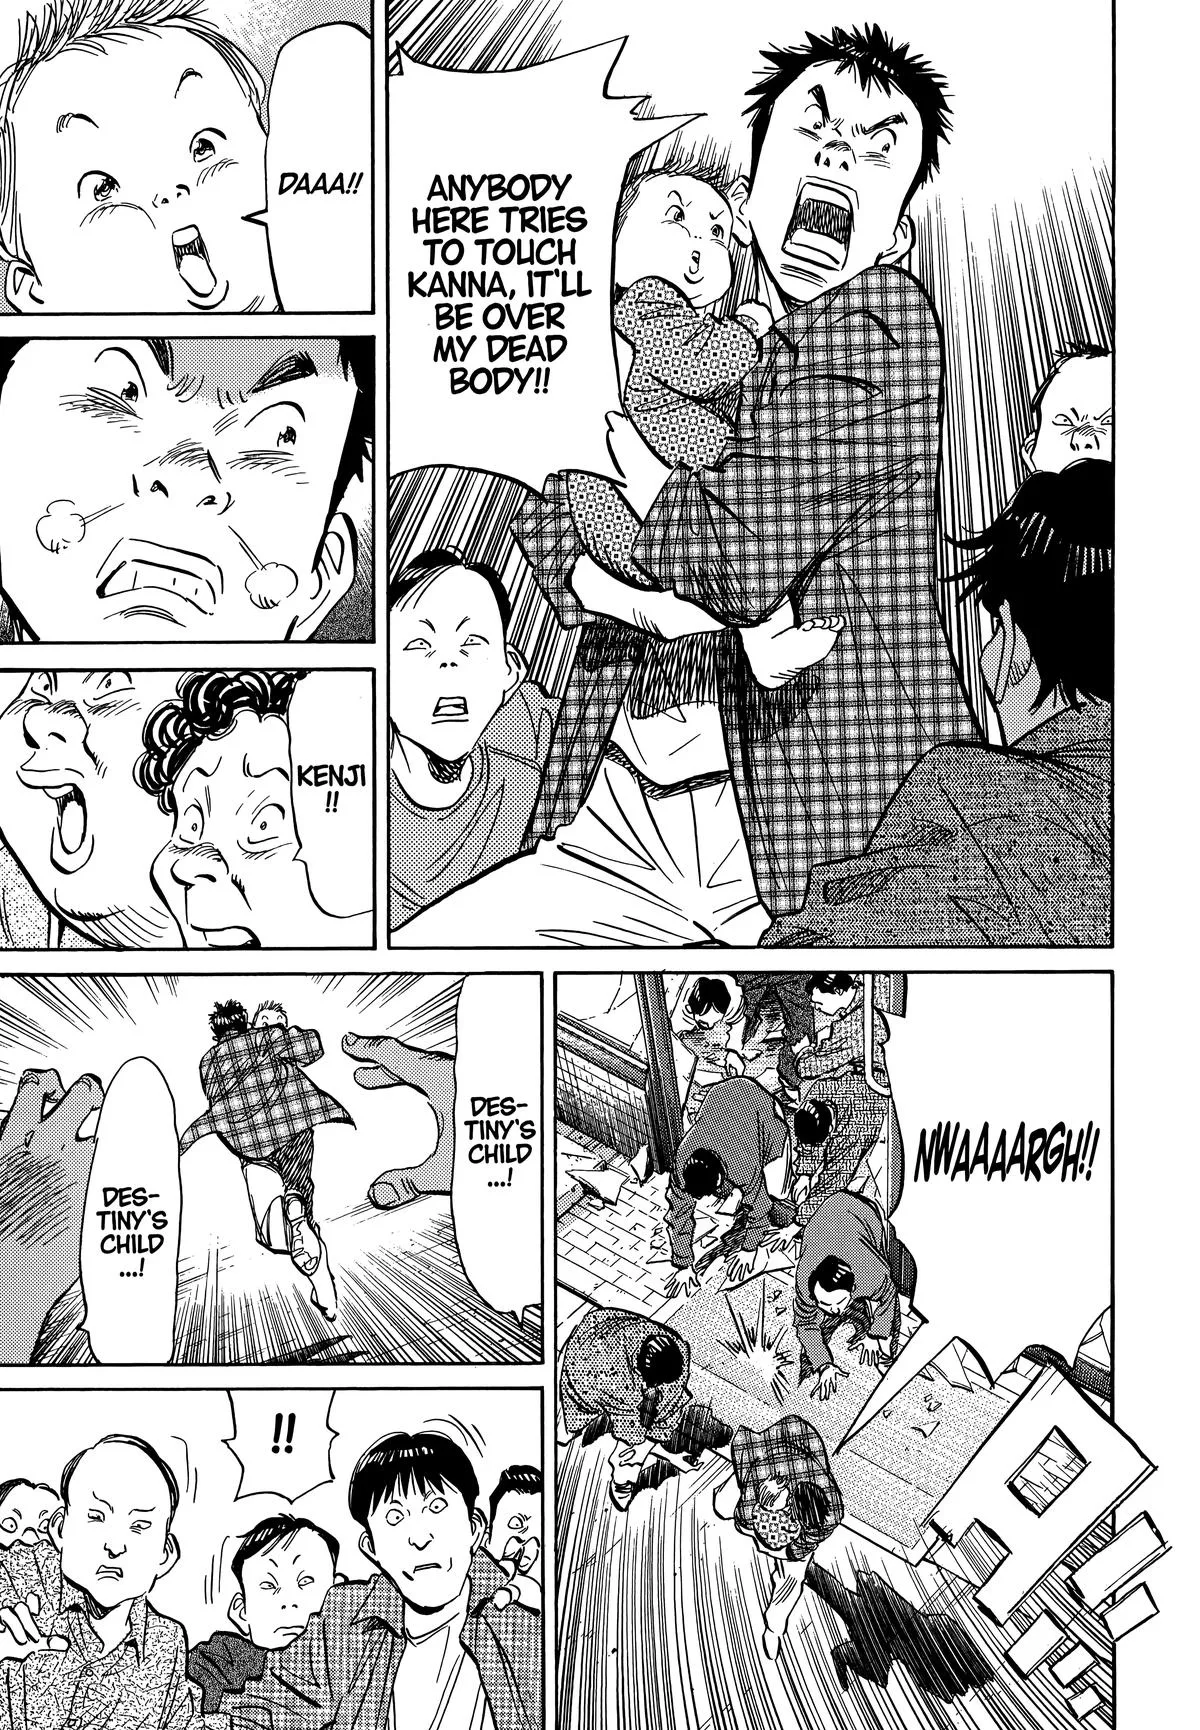 ANYBODY
HERE TRIES
TO TOUCH
KANNA, IT'LL
BE OVER
MY DEAD
BODY!!
DAAA!!
KENJI
!!
NWAAAARGH!!
DES-
TINY'S
CHILD
...!
DES-
TINY'S
CHILD
...!
!!